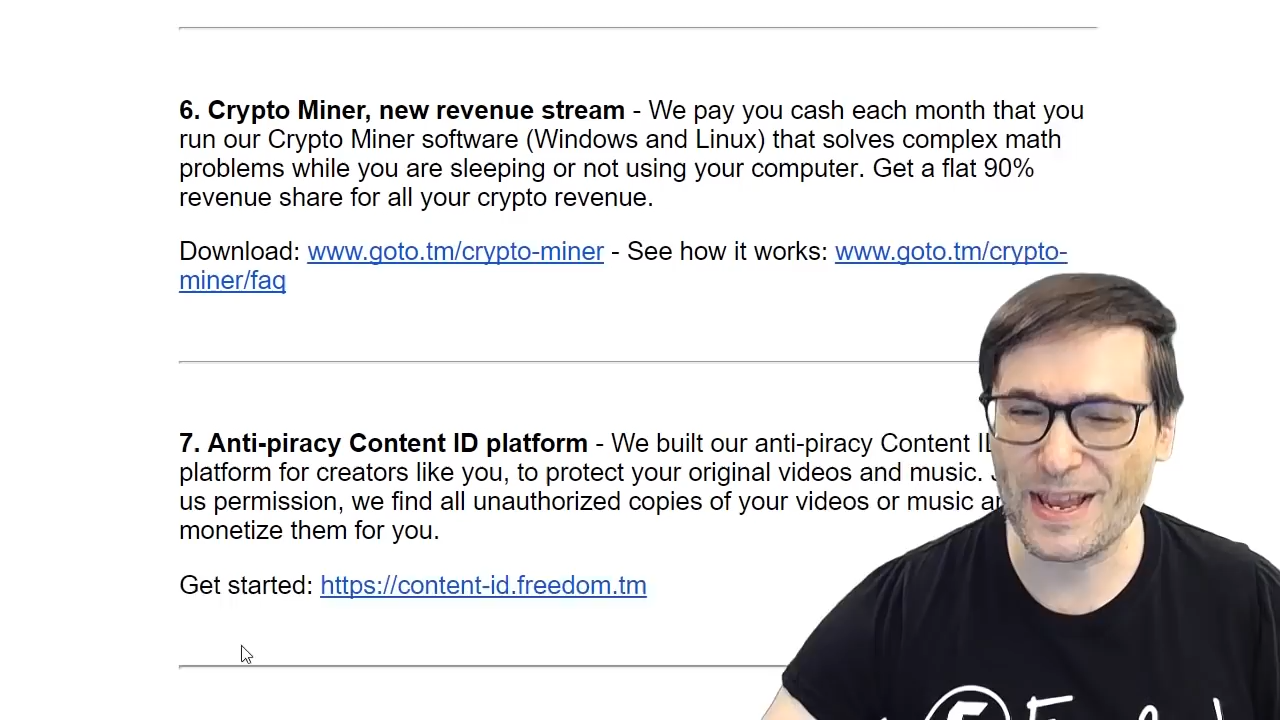 6. Crypto Miner, new revenue stream - We pay you cash each month that you
run our Crypto Miner software (Windows and Linux) that solves complex math
problems while you are sleeping or not using your computer. Get a flat 90%
revenue share for all your crypto revenue.
Download: www.goto.tm/crypto-miner - See how it works: www.goto.tm/crypto-
miner/faq
7. Anti-piracy Content ID platform - We built our anti-piracy Content
platform for creators like you, to protect your original videos and music.
us permission, we find all unauthorized copies of your videos or music
monetize them for you.
Get started: https://content-id.freedom.tm